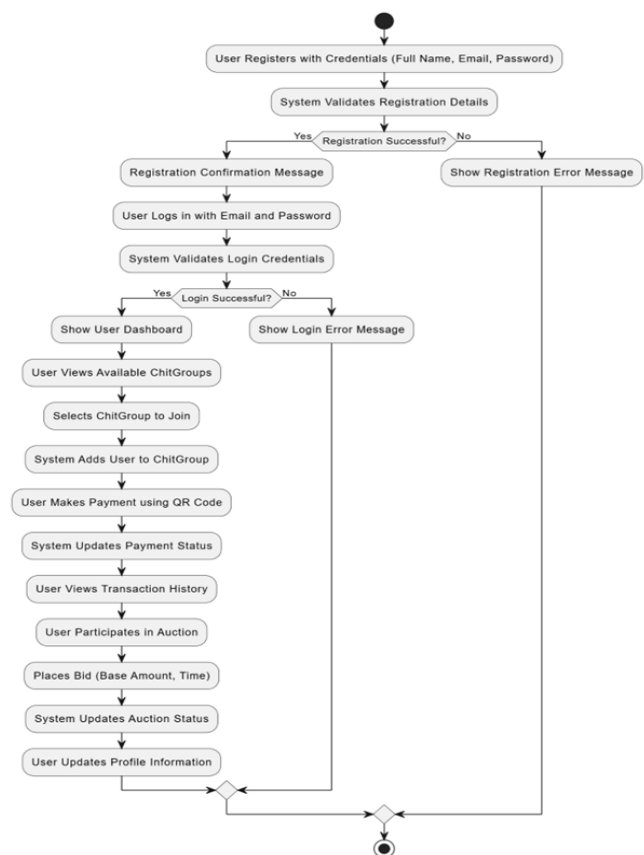 User Registers with Credentials (Full Name, Email, Password)
System Validates Registration Details
Yes
Registration Successful?
No
Registration Confirmation Message
Show Registration Error Message
User Logs in with Email and Password
System Validates Login Credentials
Yes
Login Successful?
No
Show User Dashboard
Show Login Error Message
User Views Available ChitGroups
Selects ChitGroup to Join
System Adds User to ChitGroup
User Makes Payment using QR Code
System Updates Payment Status
User Views Transaction History
User Participates in Auction
Places Bid (Base Amount, Time)
System Updates Auction Status
User Updates Profile Information